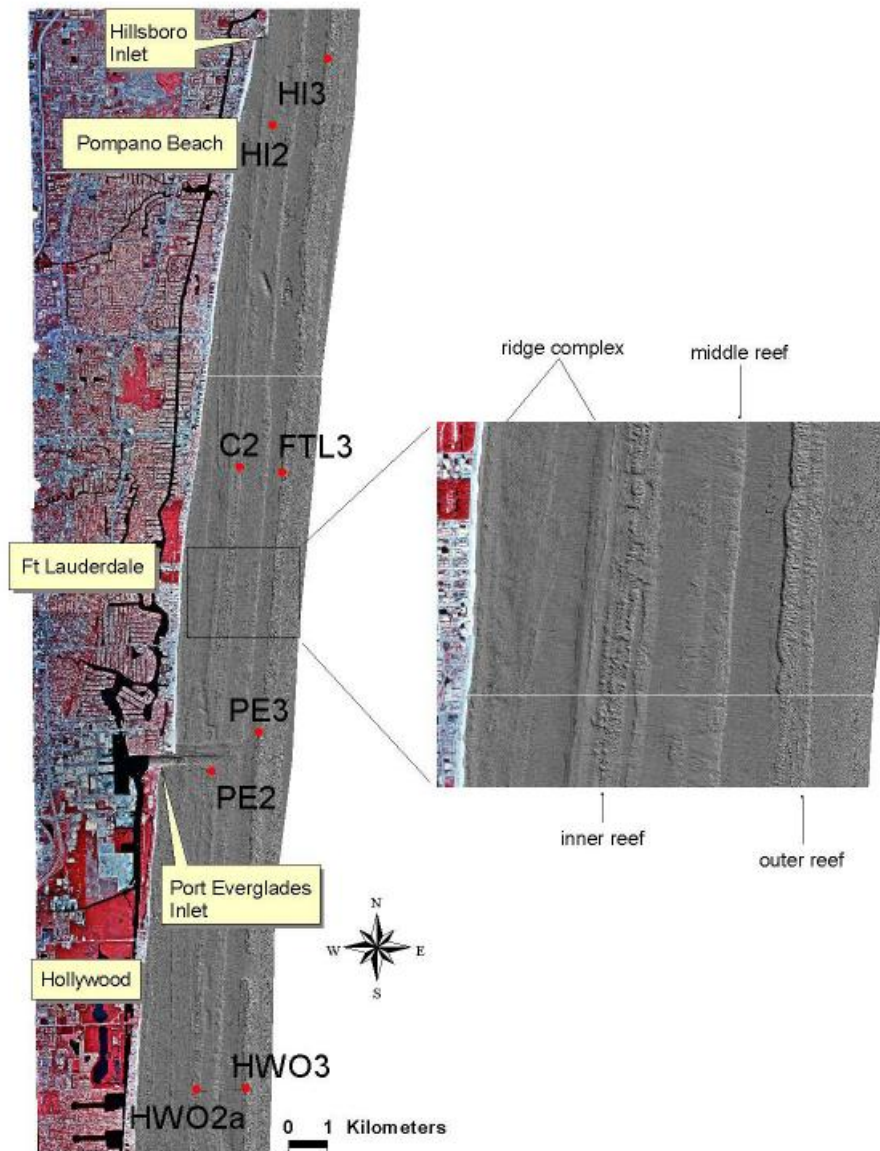 Hillsboro
Inlet
HI3
Pompano Beach
HI2
ridge complex
middle reef
C2
FTL3
Ft Lauderdale
PE3
PE2
inner reef
outer reef
Port Everglades
Inlet
N
W
E
S
Hollywood
HWO3
HWO2a
0 1 Kilometers